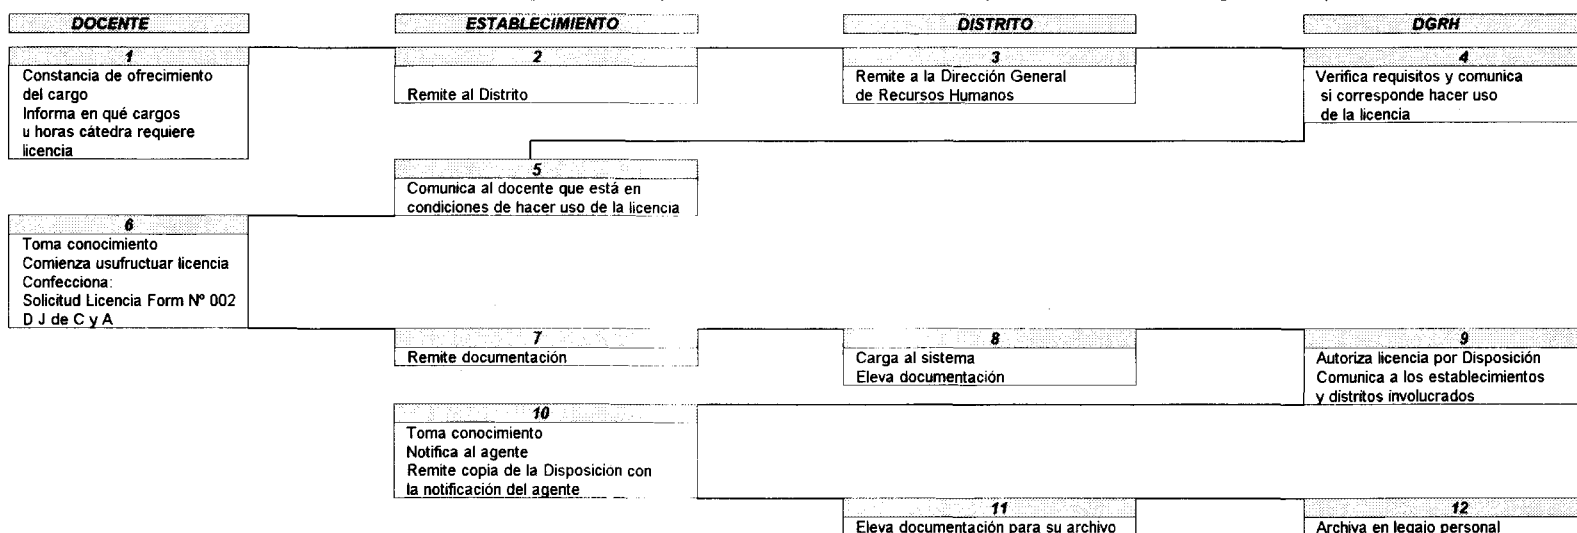 DOCENTE
ESTABLECIMIENTO
DISTRITO
DGRH
1
Constancia de ofrecimiento
del cargo
Informa en qué cargos
u horas cátedra requiere
licencia
2
Remite al Distrito
3
Remite a la Dirección General
de Recursos Humanos
4
Verifica requisitos y comunica
si corresponde hacer uso
de la licencia
5
Comunica al docente que está en
condiciones de hacer uso de la licencia
6
Toma conocimiento
Comienza usufructuar licencia
Confecciona:
Solicitud Licencia Form Nº 002
D J de C y A
7
Remite documentación
8
Carga al sistema
Eleva documentación
9
Autoriza licencia por Disposición
Comunica a los establecimientos
y distritos involucrados
10
Toma conocimiento
Notifica al agente
Remite copia de la Disposicion con
la notificación del agente
11
Eleva documentación para su archivo
12
Archiva en legajo personal